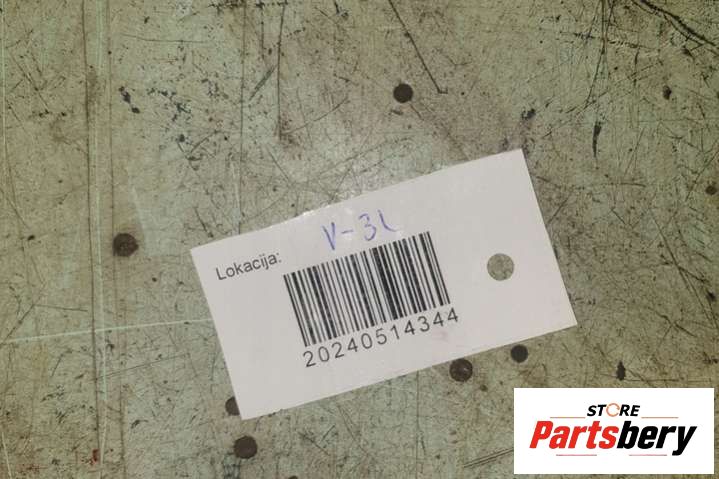 V-3L
Lokacija:
20240514344
STORE
Partsbery